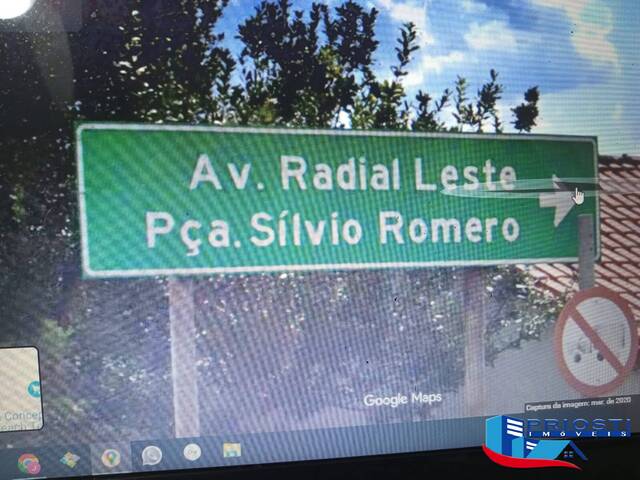 Av. Radial Leste
Pça. Sílvio Romero
Google Maps
Captura da imagem: mar. de 2020
PRIOSTI
IMÓVEIS